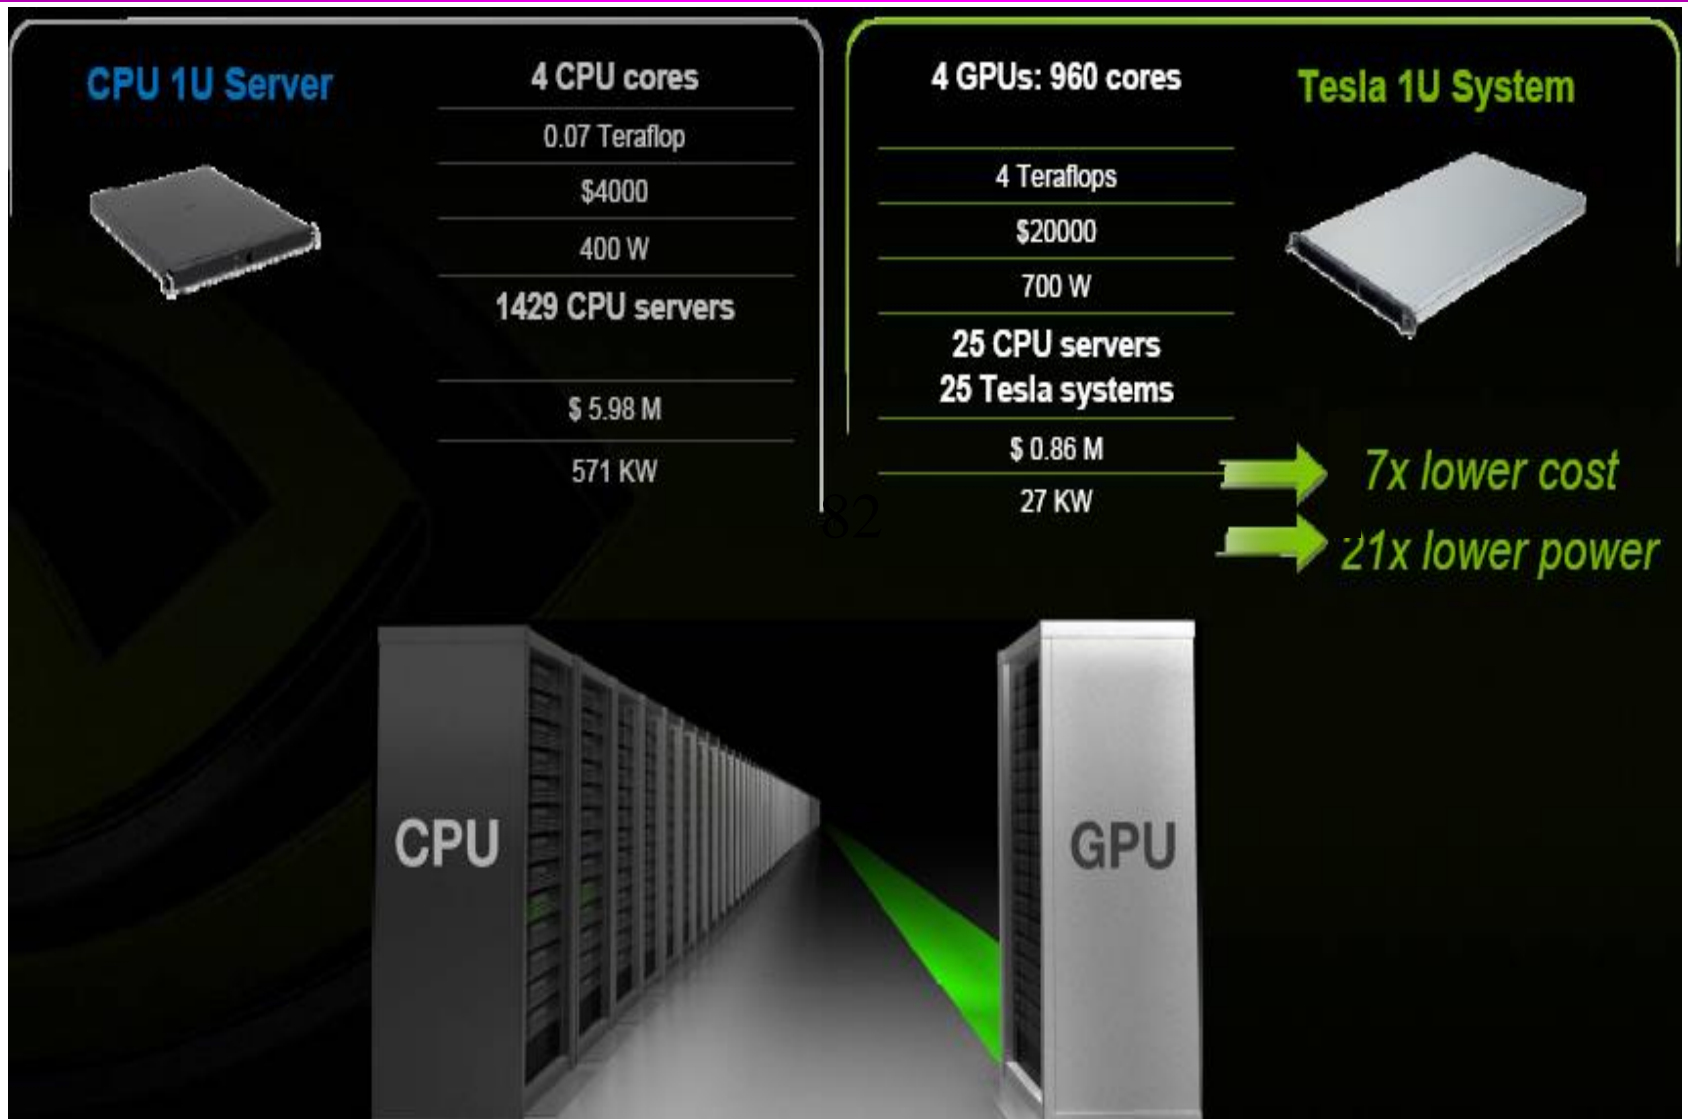 CPU 1U Server
4 CPU cores
0.07 Teraflop
$4000
400 W
1429 CPU servers
$ 5.98 M
571 KW
4 GPUs: 960 cores
Tesla 1U System
4 Teraflops
$20000
700 W
25 CPU servers
25 Tesla systems
$ 0.86 M
27 KW
7x lower cost
21x lower power
82
CPU
GPU